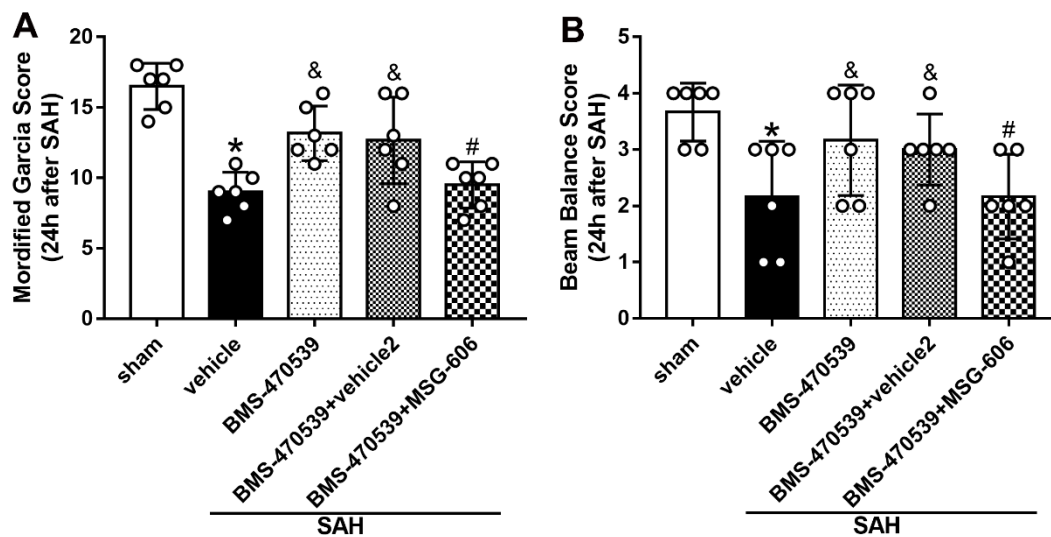 A
Mordified Garcia Score
(24h after SAH)
20
15
10
5
0
*
&
&
#
sham
vehicle
BMS-470539
BMS-470539+vehicle2
BMS-470539+MSG-606
SAH
B
Beam Balance Score
(24h after SAH)
5
4
3
2
1
0
*
&
&
#
sham
vehicle
BMS-470539
BMS-470539+vehicle2
BMS-470539+MSG-606
SAH